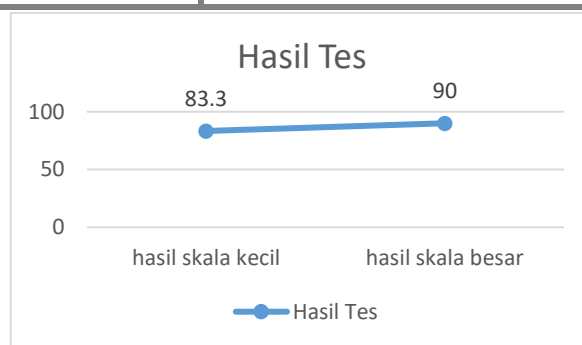 Hasil Tes
83.3
90
100
50
0
hasil skala kecil
hasil skala besar
Hasil Tes